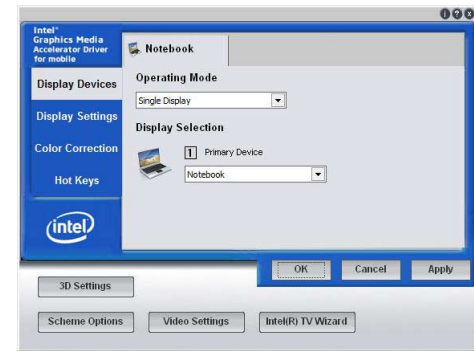 Intel®
Graphics Media
Accelerator Driver
for mobile
Notebook
Display Devices
Display Settings
Color Correction
Hot Keys
intel
Operating Mode
Single Display
Display Selection
1 Primary Device
Notebook
OK Cancel Apply
3D Settings
Scheme Options Video Settings Intel(R) TV Wizard